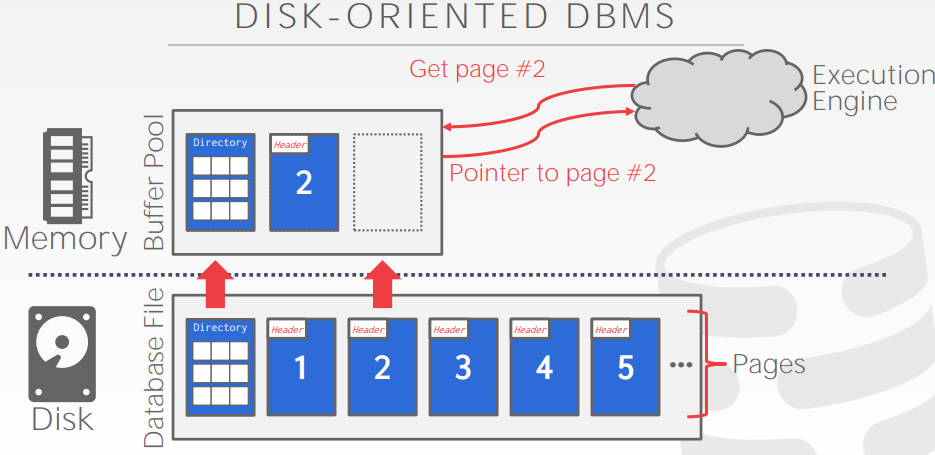 DISK-ORIENTED DBMS
Get page #2
Execution
Engine
Buffer Pool
Directory
Header
2
Pointer to page #2
Memory
Database File
Directory
Header
1
Header
2
Header
3
Header
4
Header
5
•••
Pages
Disk